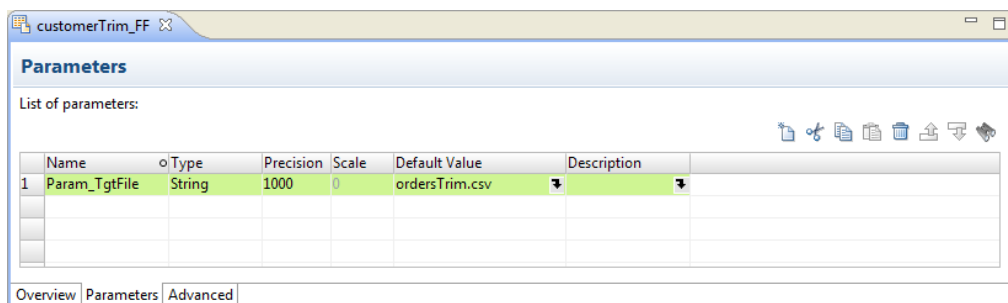 customerTrim_FF
Parameters
List of parameters:
Name Type Precision Scale Default Value Description
1 Param_TgtFile String 1000 0 ordersTrim.csv
Overview Parameters Advanced